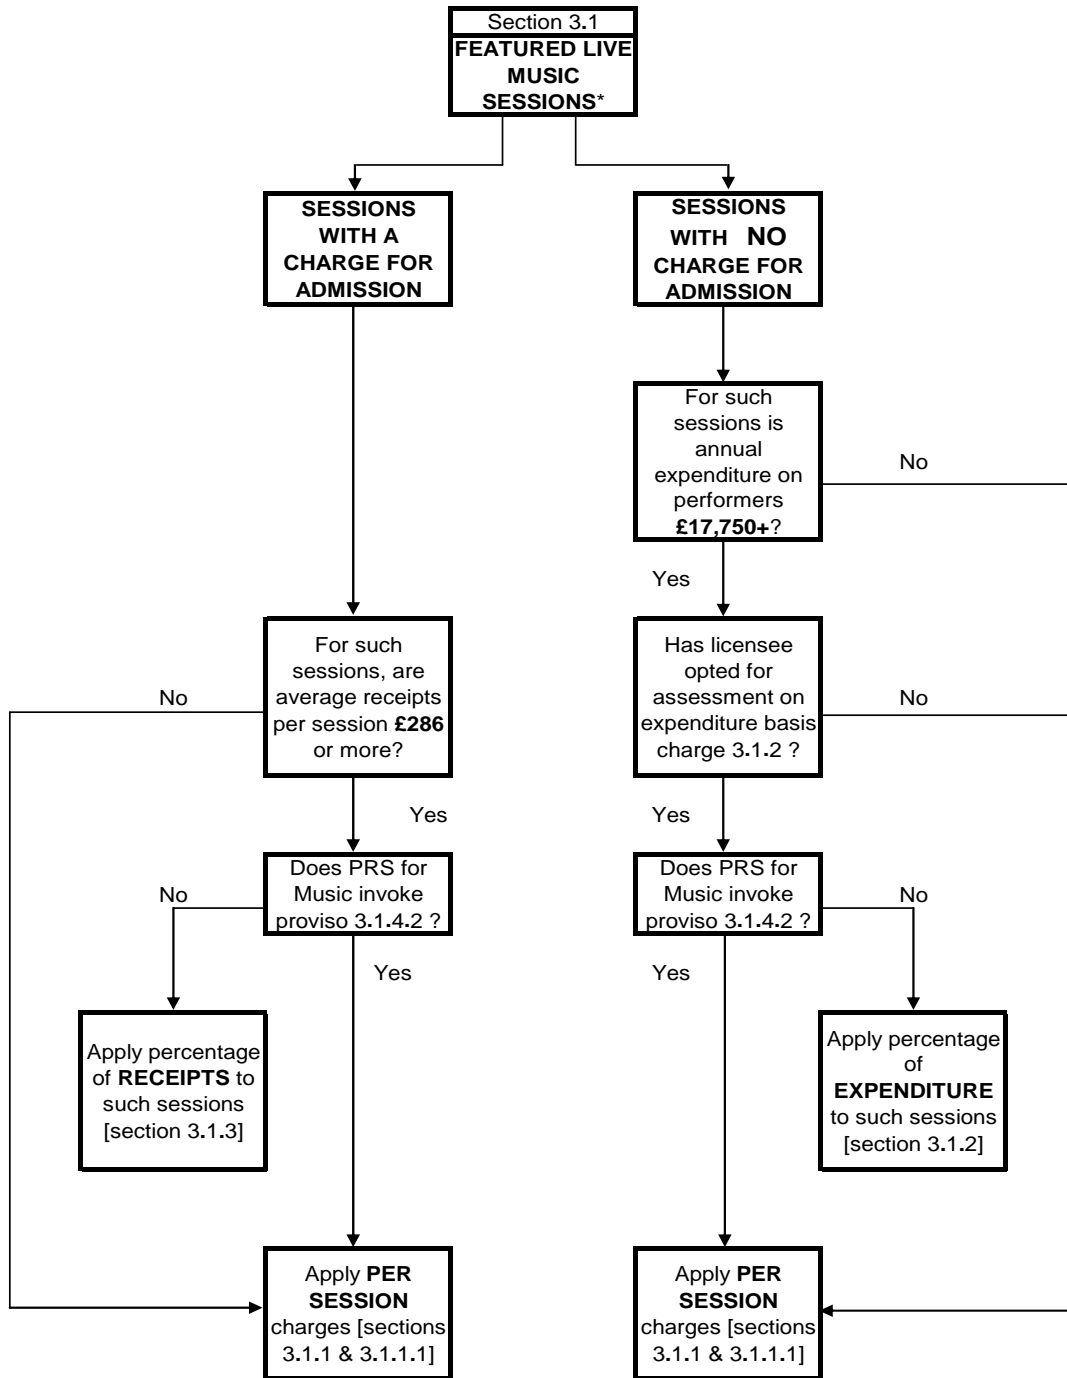 Section 3.1
FEATURED LIVE
MUSIC
SESSIONS*
SESSIONS
WITH A
CHARGE FOR
ADMISSION
SESSIONS
WITH NO
CHARGE FOR
ADMISSION
For such
sessions is
annual
expenditure on
performers
£17,750+?
No
Yes
For such
sessions, are
average receipts
per session £286
or more?
No
Yes
Has licensee
opted for
assessment on
expenditure basis
charge 3.1.2 ?
No
Yes
Does PRS for
Music invoke
proviso 3.1.4.2 ?
No
Yes
Does PRS for
Music invoke
proviso 3.1.4.2 ?
No
Yes
Apply percentage
of RECEIPTS to
such sessions
[section 3.1.3]
Apply percentage
of
EXPENDITURE
to such sessions
[section 3.1.2]
Apply PER
SESSION
charges [sections
3.1.1 & 3.1.1.1]
Apply PER
SESSION
charges [sections
3.1.1 & 3.1.1.1]